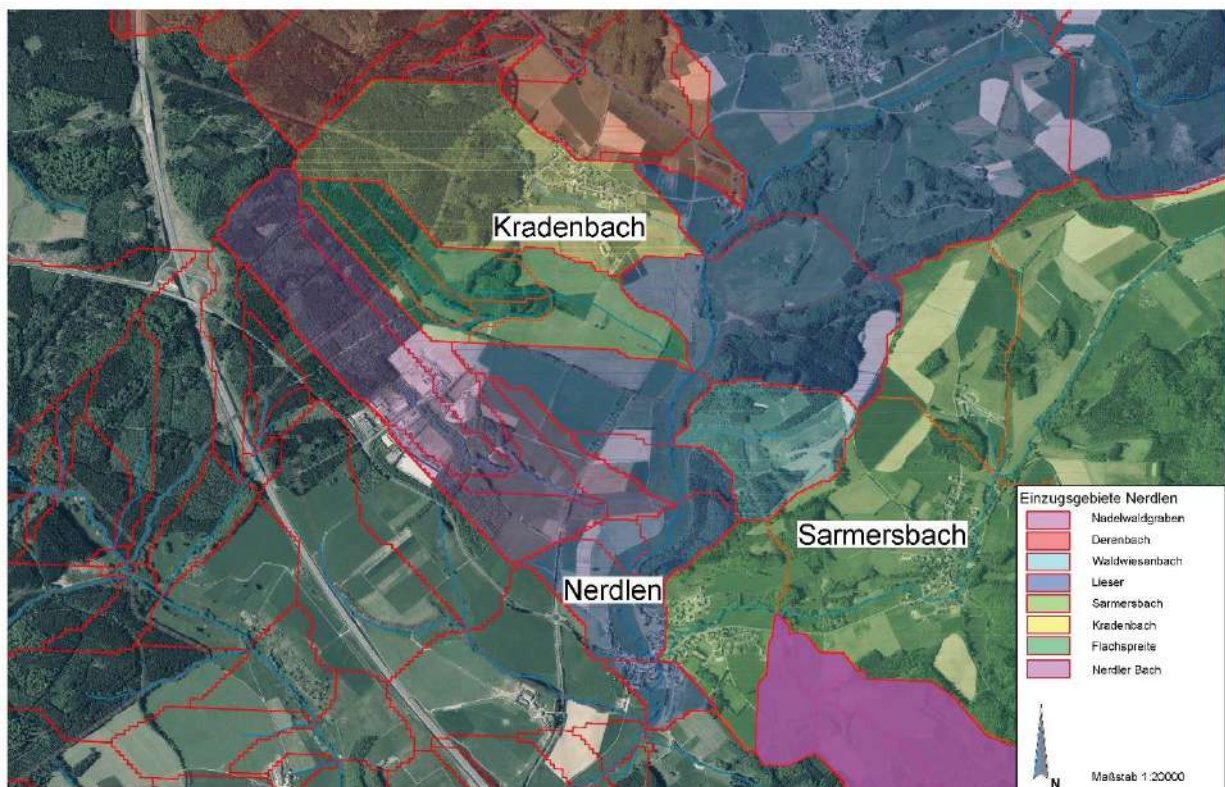 Kradenbach
Sarmersbach
Nerdlen
Einzugsgebiete Nerdlen
Nadelwaldgraben
Derenbach
Waldwiesenbach
Lieser
Sarmersbach
Kradenbach
Flachspreite
Nerdler Bach
N
Maßstab 1:20000